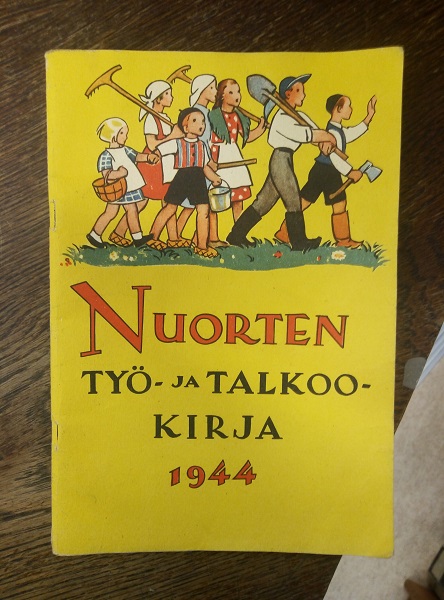 NUORTEN
TYÖ- JA TALKOO-
KIRJA
1944